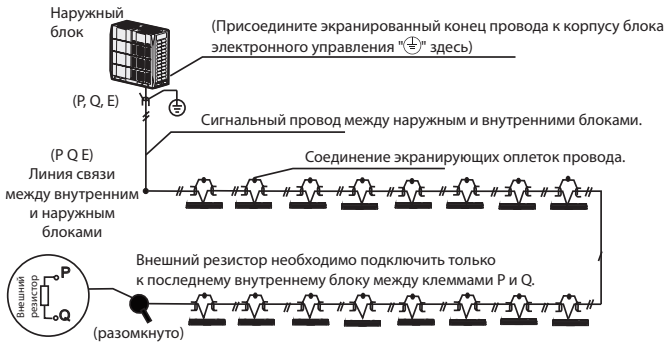 Наружный
блок
(Присоедините экранированный конец провода к корпусу блока
электронного управления "⏚" здесь)
(P, Q, E)
Сигнальный провод между наружным и внутренними блоками.
(P Q E)
Линия связи
между внутренним
и наружным
блоками
Соединение экранирующих оплеток провода.
Внешний резистор необходимо подключить только
к последнему внутреннему блоку между клеммами P и Q.
Внешний
резистор
P
Q
(разомкнуто)